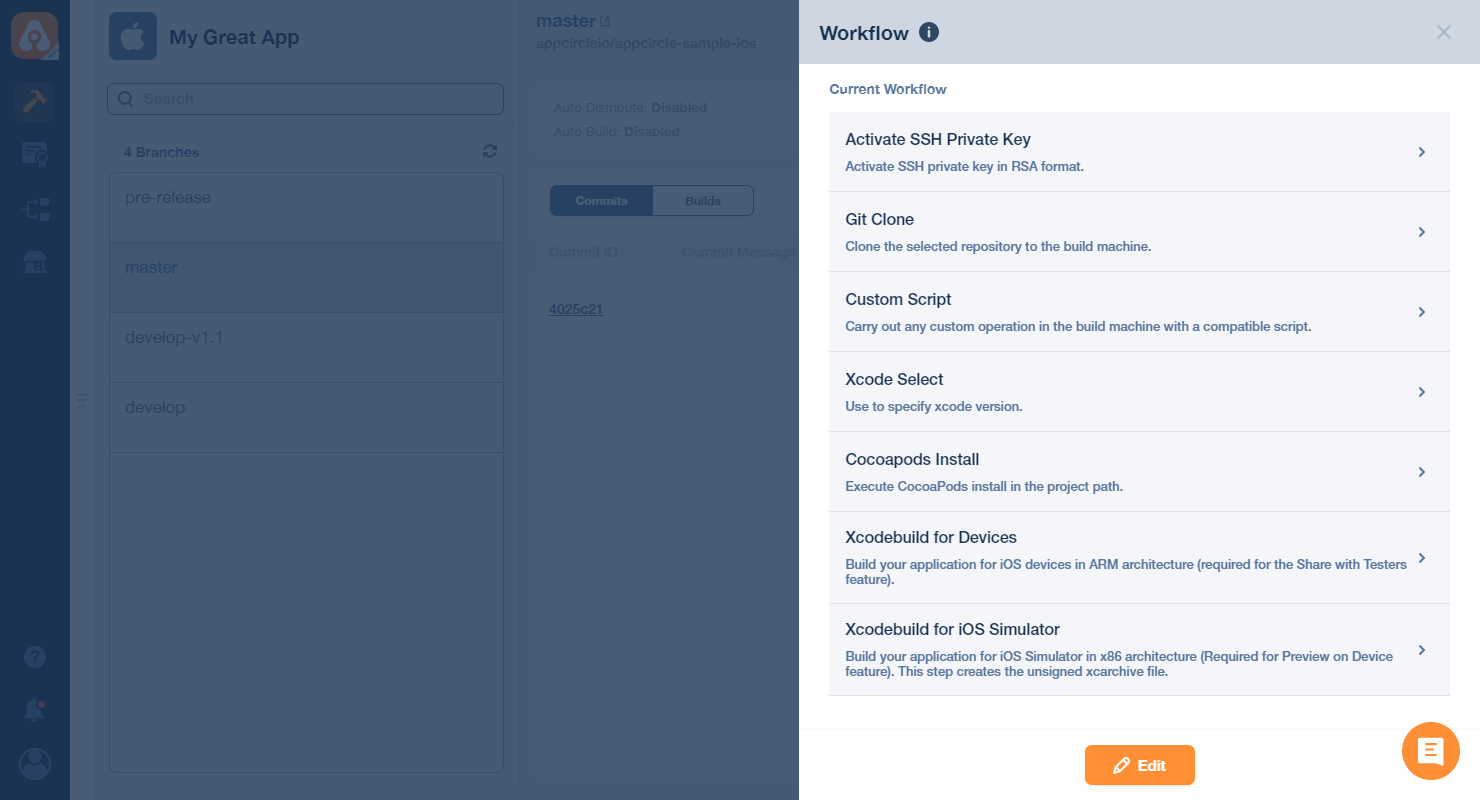 My Great App
Search
4 Branches
pre-release
master
develop-v1.1
develop
master
appcircleio/appcircle-sample-ios
Auto Distribute: Disabled
Auto Build: Disabled
Commits
Builds
Commit ID
Commit Message
4025c21
Workflow
Current Workflow
Activate SSH Private Key
Activate SSH private key in RSA format.
Git Clone
Clone the selected repository to the build machine.
Custom Script
Carry out any custom operation in the build machine with a compatible script.
Xcode Select
Use to specify xcode version.
Cocoapods Install
Execute CocoaPods install in the project path.
Xcodebuild for Devices
Build your application for iOS devices in ARM architecture (required for the Share with Testers
feature).
Xcodebuild for iOS Simulator
Build your application for iOS Simulator in x86 architecture (Required for Preview on Device
feature). This step creates the unsigned xcarchive file.
Edit